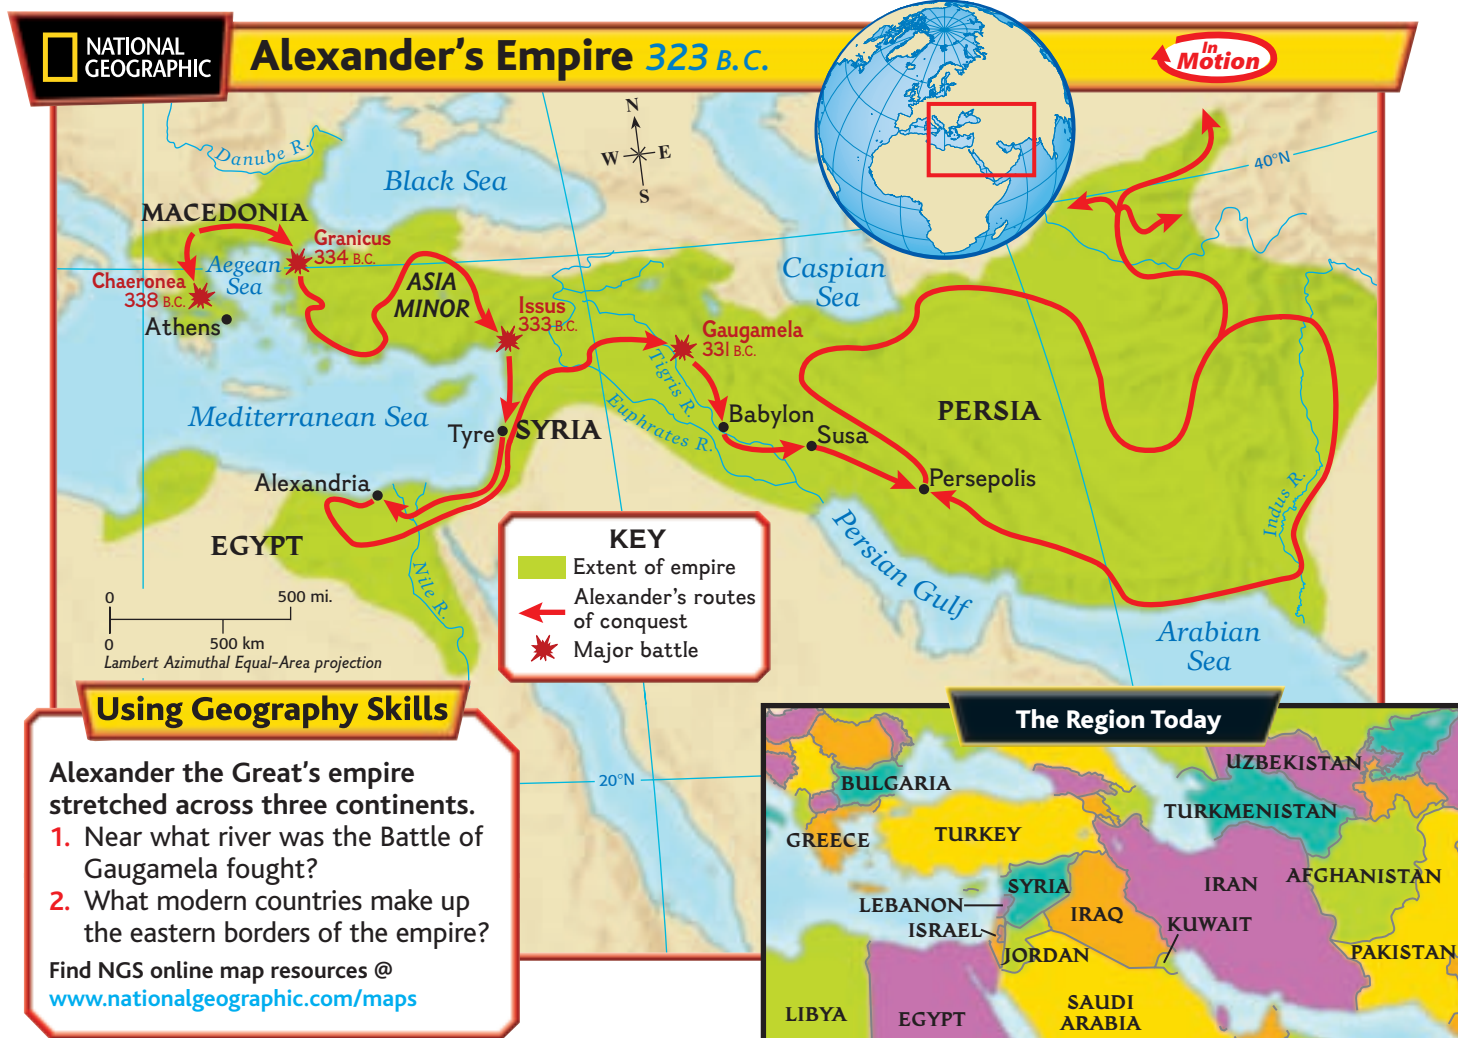 NATIONAL
GEOGRAPHIC
Alexander's Empire 323 B.C.
In
Motion
N
W E
S
40°N
Danube R.
Black Sea
MACEDONIA
Granicus
334 B.C.
Aegean
Sea
Chaeronea
338 B.C.
Athens
ASIA
MINOR
Issus
333 B.C.
Caspian
Sea
Gaugamela
331 B.C.
Tigris R.
Euphrates R.
Mediterranean Sea
Tyre
SYRIA
Babylon
Susa
PERSIA
Persepolis
Alexandria
EGYPT
Nile R.
Indus R.
Persian Gulf
Arabian
Sea
0 500 mi.
0 500 km
Lambert Azimuthal Equal-Area projection
KEY
Extent of empire
Alexander's routes
of conquest
Major battle
20°N
Using Geography Skills
Alexander the Great's empire
stretched across three continents.
1. Near what river was the Battle of
Gaugamela fought?
2. What modern countries make up
the eastern borders of the empire?
Find NGS online map resources @
www.nationalgeographic.com/maps
The Region Today
BULGARIA
UZBEKISTAN
TURKMENISTAN
GREECE
TURKEY
SYRIA
IRAN
AFGHANISTAN
LEBANON
IRAQ
ISRAEL
KUWAIT
JORDAN
PAKISTAN
LIBYA
EGYPT
SAUDI
ARABIA